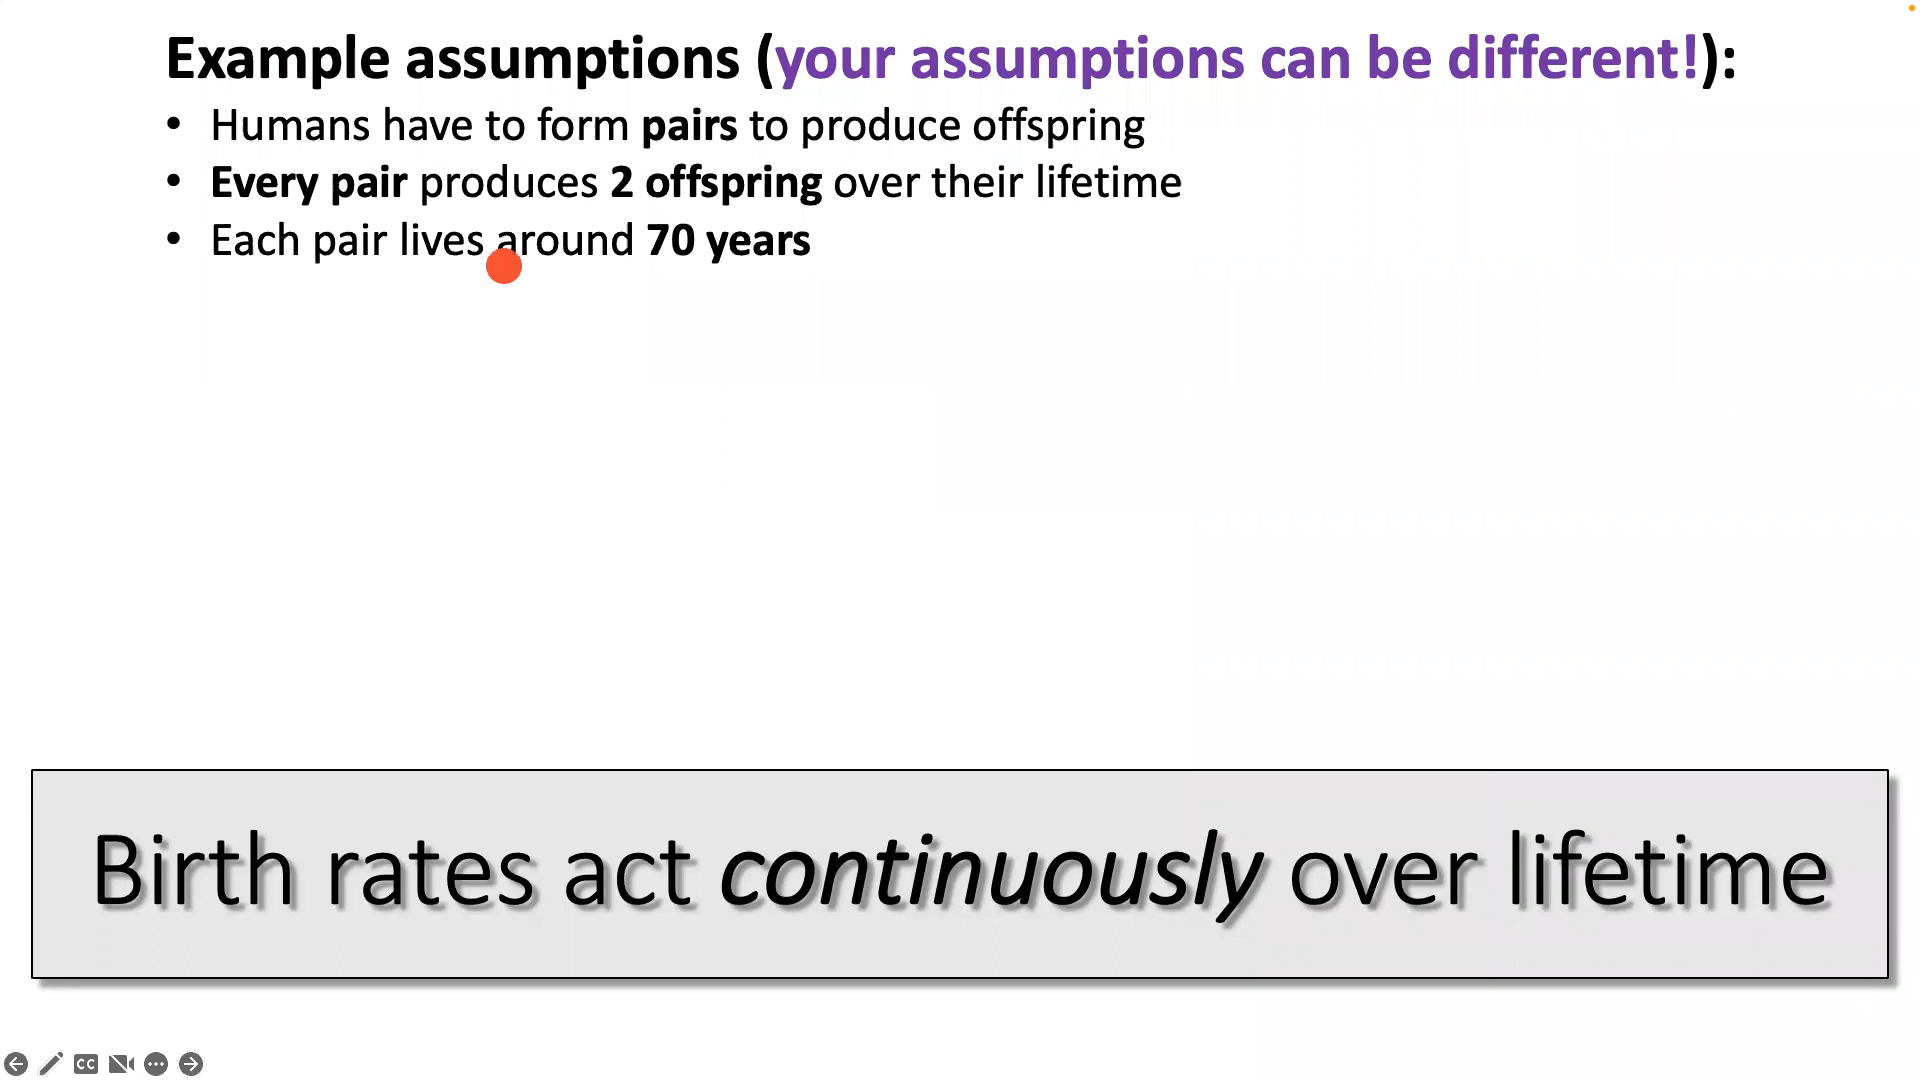 Example assumptions (your assumptions can be different!):
• Humans have to form pairs to produce offspring
• Every pair produces 2 offspring over their lifetime
• Each pair lives around 70 years
Birth rates act continuously over lifetime
CC